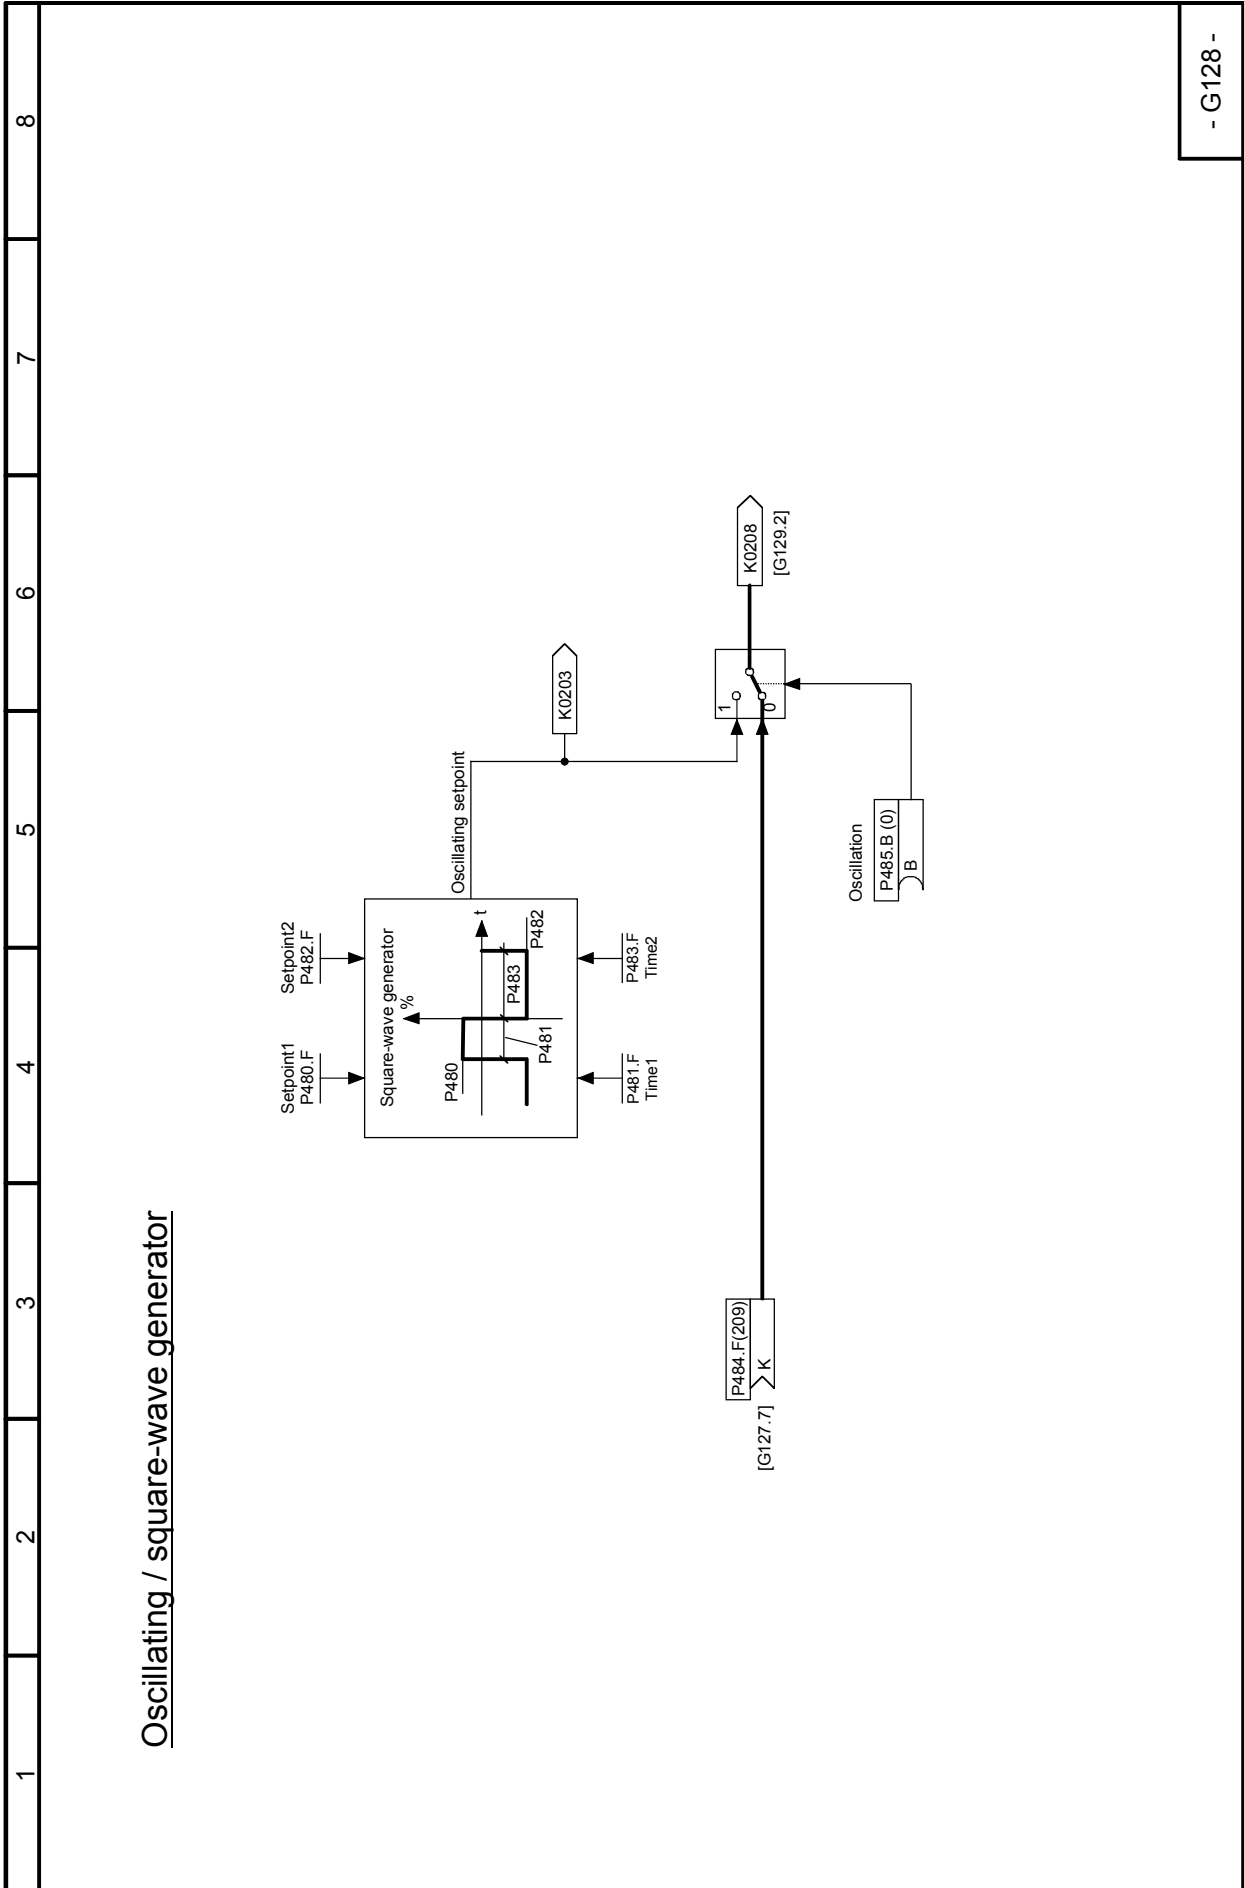 Oscillating / square-wave generator
Setpoint1
P480.F
Setpoint2
P482.F
Square-wave generator
%
t
P480
P481
P483
P482
P481.F
Time1
P483.F
Time2
Oscillating setpoint
K0203
P484.F(209)
K
[G127.7]
1
0
K0208
[G129.2]
Oscillation
P485.B (0)
B
1
2
3
4
5
6
7
8
- G128 -